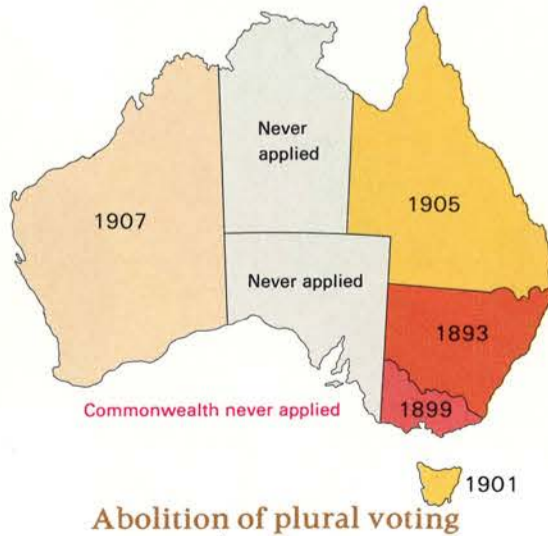 Never
applied
1907
1905
Never applied
1893
Commonwealth never applied
1899
1901
Abolition of plural voting